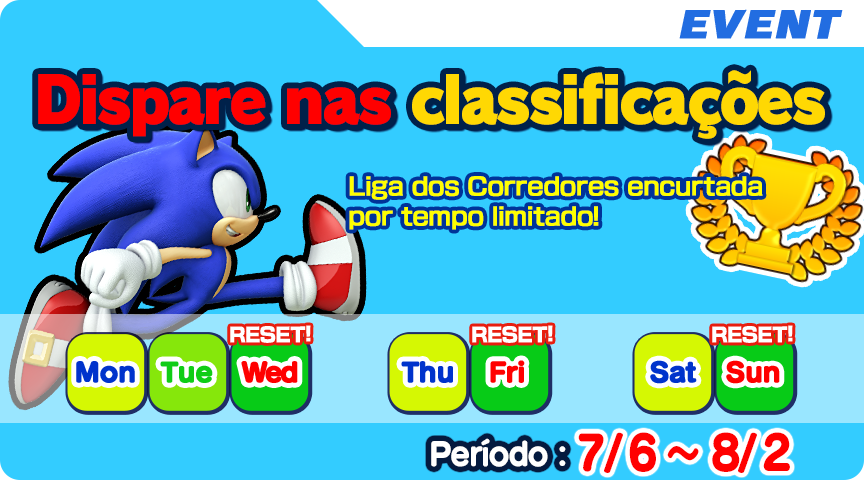 EVENT
Dispare nas classificações
Liga dos Corredores encurtada
por tempo limitado!
RESET! RESET! RESET!
Mon Tue Wed Thu Fri Sat Sun
Período : 7/6 ~ 8/2